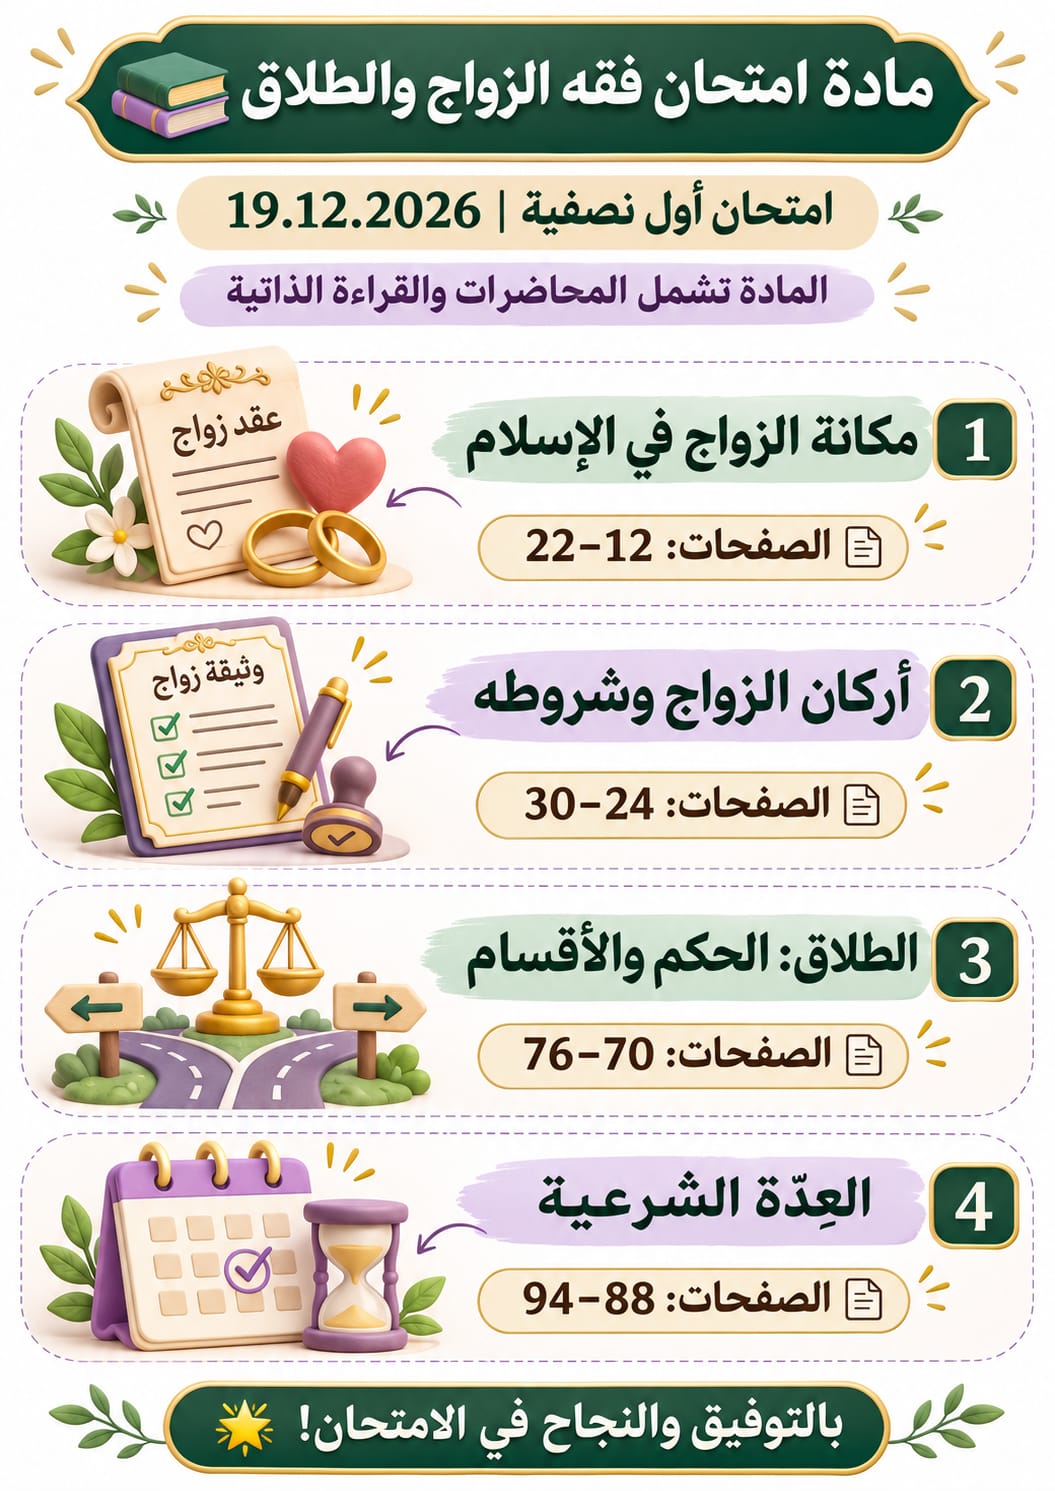 مادة امتحان فقه الزواج والطلاق
امتحان أول نصفية | 19.12.2026
المادة تشمل المحاضرات والقراءة الذاتية
عقد زواج
1
مكانة الزواج في الإسلام
الصفحات: 12–22
وثيقة زواج
2
أركان الزواج وشروطه
الصفحات: 24–30
3
الطلاق: الحكم والأقسام
الصفحات: 70–76
4
العِدّة الشرعية
الصفحات: 88–94
بالتوفيق والنجاح في الامتحان!